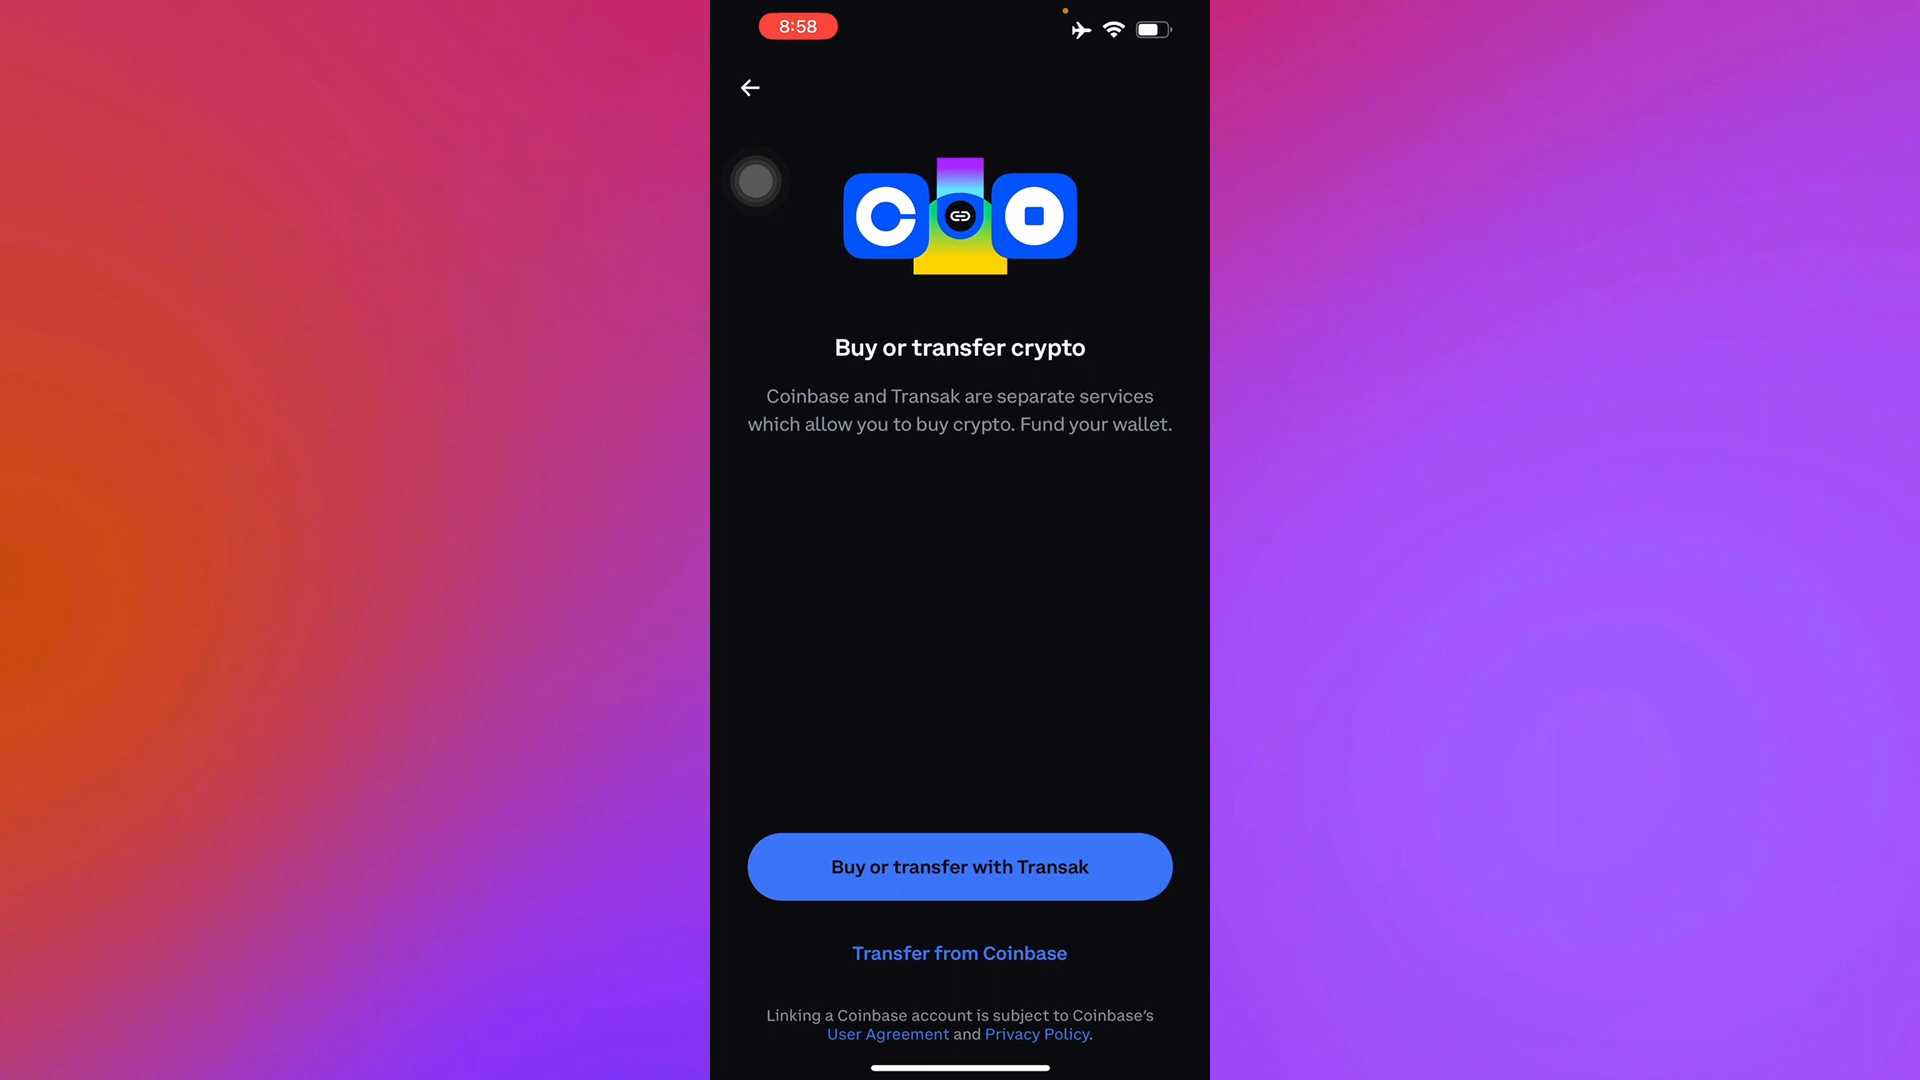 8:58
Buy or transfer crypto
Coinbase and Transak are separate services
which allow you to buy crypto. Fund your wallet.
Buy or transfer with Transak
Transfer from Coinbase
Linking a Coinbase account is subject to Coinbase's
User Agreement and Privacy Policy.